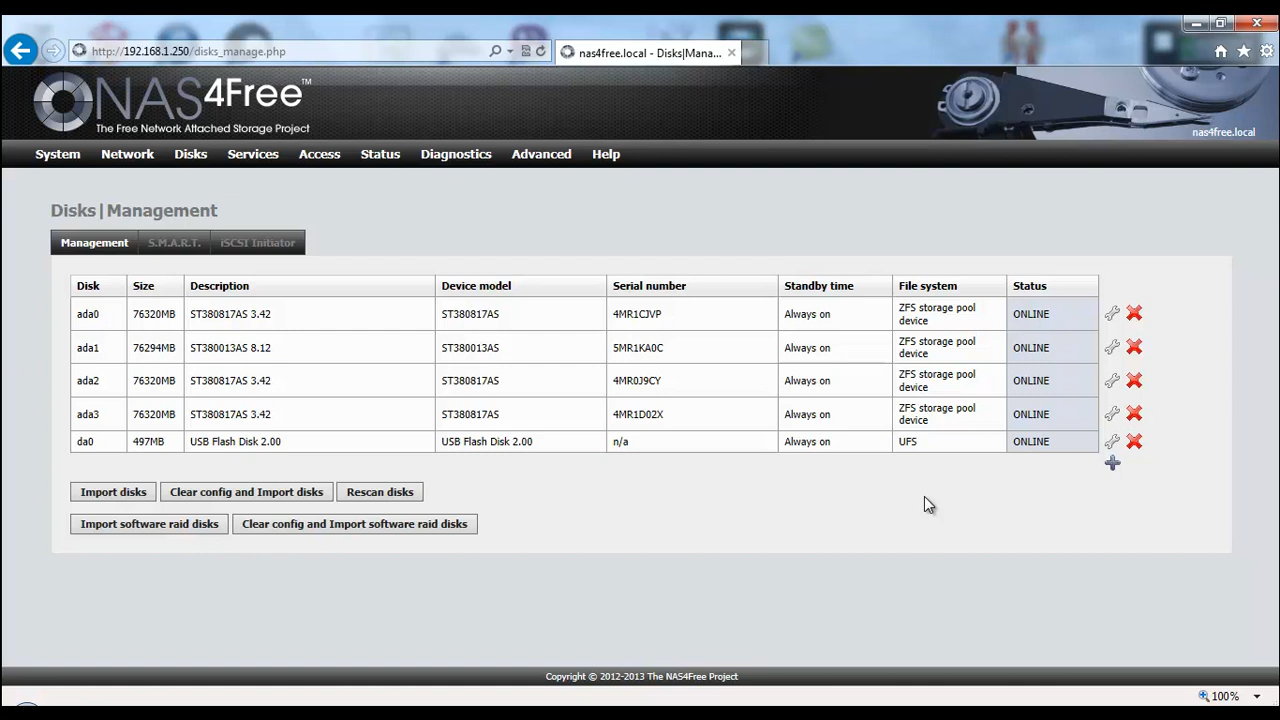 http://192.168.1.250/disks_manage.php
nas4free.local - Disks|Mana...
NAS4Free™
The Free Network Attached Storage Project
nas4free.local
System Network Disks Services Access Status Diagnostics Advanced Help
Disks|Management
Management S.M.A.R.T. iSCSI Initiator
Disk Size Description Device model Serial number Standby time File system Status
ada0 76320MB ST380817AS 3.42 ST380817AS 4MR1CJVP Always on ZFS storage pool device ONLINE
ada1 76294MB ST380013AS 8.12 ST380013AS 5MR1KA0C Always on ZFS storage pool device ONLINE
ada2 76320MB ST380817AS 3.42 ST380817AS 4MR0J9CY Always on ZFS storage pool device ONLINE
ada3 76320MB ST380817AS 3.42 ST380817AS 4MR1D02X Always on ZFS storage pool device ONLINE
da0 497MB USB Flash Disk 2.00 USB Flash Disk 2.00 n/a Always on UFS ONLINE
Import disks Clear config and Import disks Rescan disks
Import software raid disks Clear config and Import software raid disks
Copyright © 2012-2013 The NAS4Free Project
100%